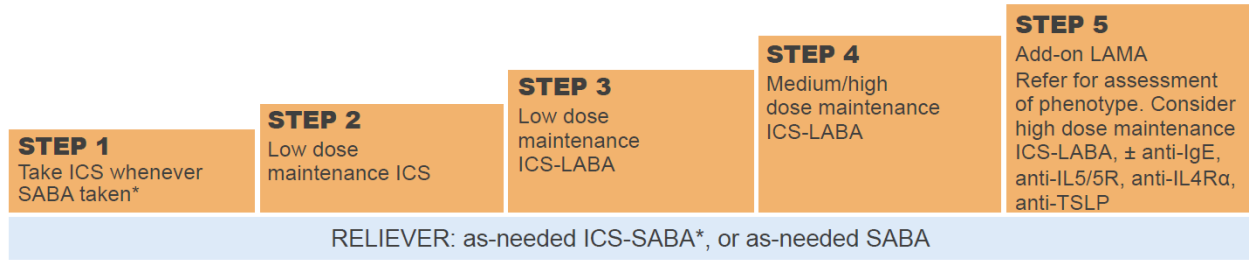 STEP 1
Take ICS whenever
SABA taken*
STEP 2
Low dose
maintenance ICS
STEP 3
Low dose
maintenance
ICS-LABA
STEP 4
Medium/high
dose maintenance
ICS-LABA
STEP 5
Add-on LAMA
Refer for assessment
of phenotype. Consider
high dose maintenance
ICS-LABA, ± anti-IgE,
anti-IL5/5R, anti-IL4Rα,
anti-TSLP
RELIEVER: as-needed ICS-SABA*, or as-needed SABA